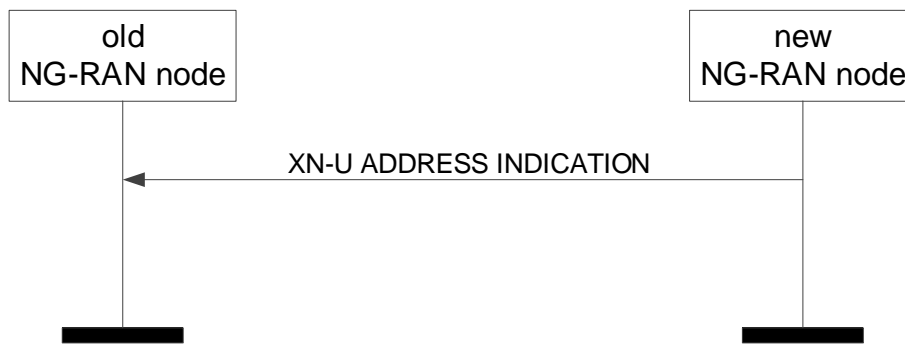 old
NG-RAN node
new
NG-RAN node
XN-U ADDRESS INDICATION